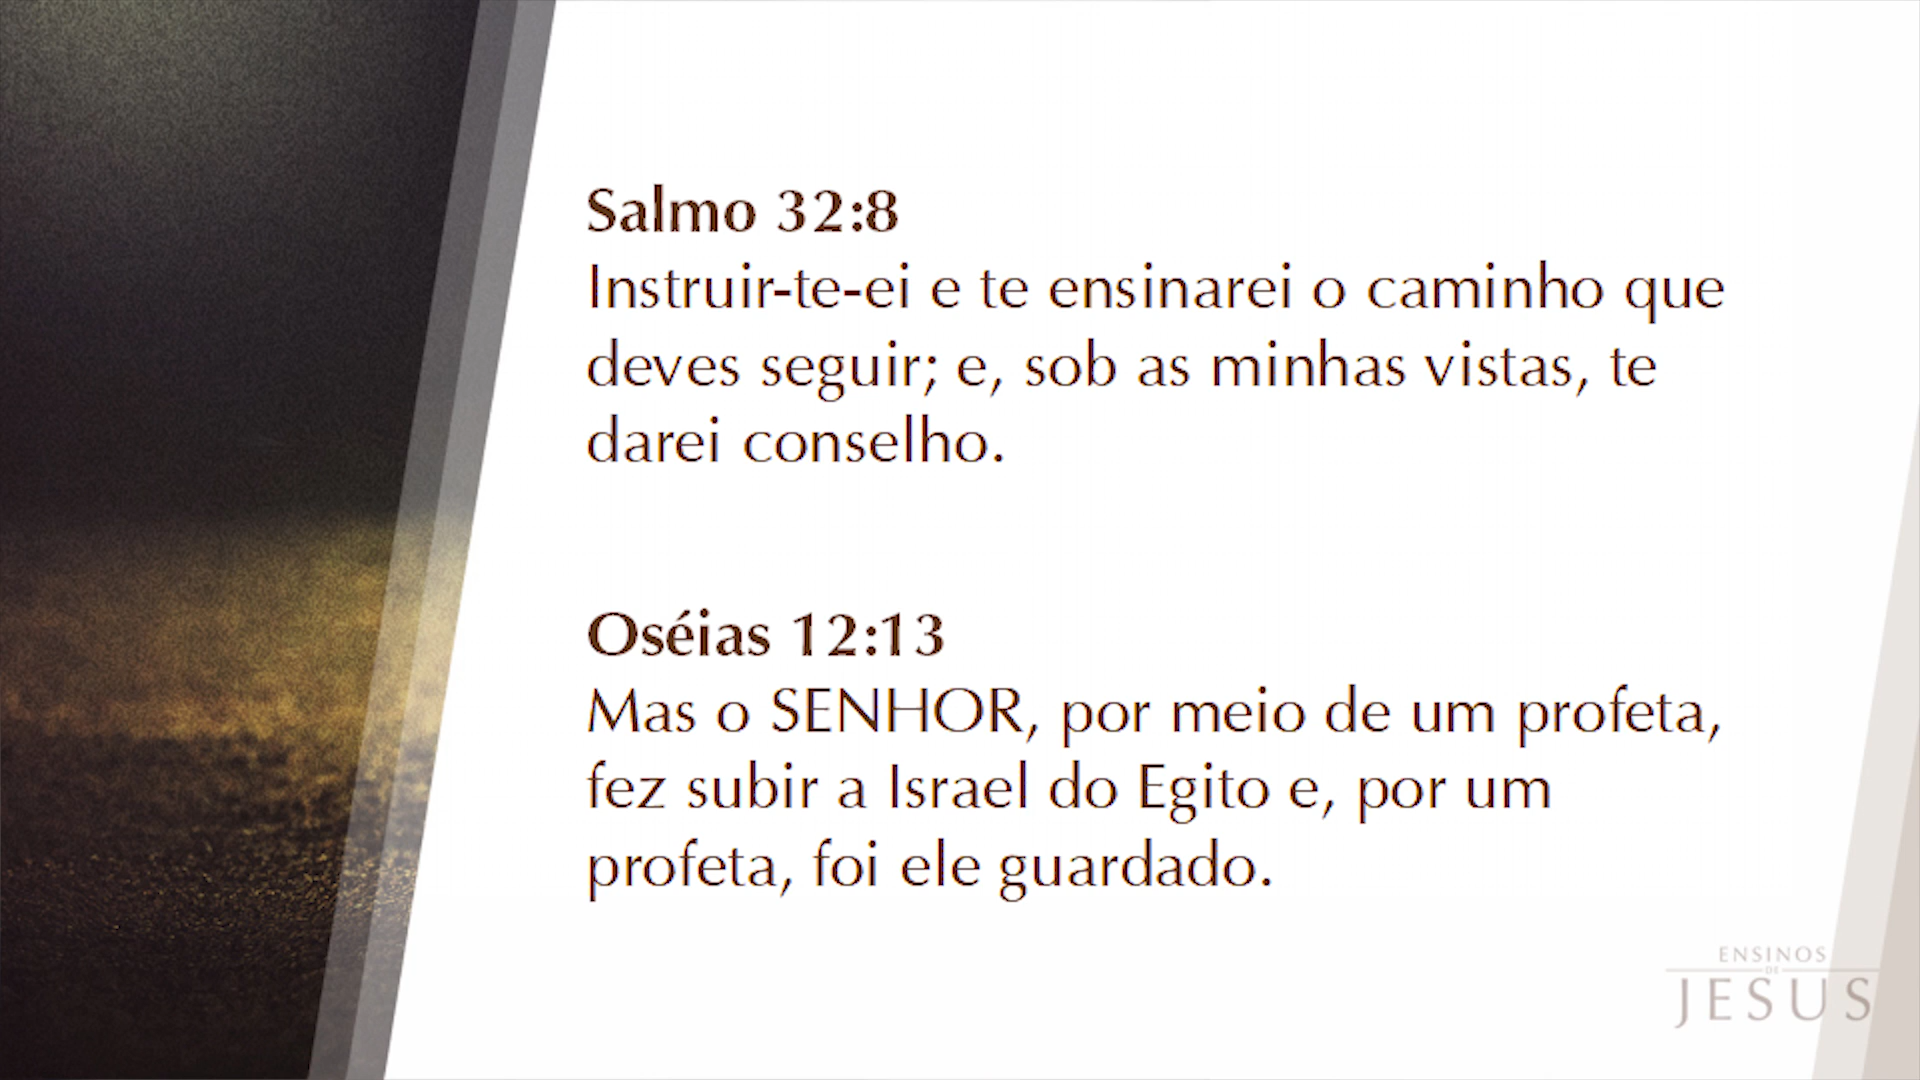 Salmo 32:8
Instruir-te-ei e te ensinarei o caminho que
deves seguir; e, sob as minhas vistas, te
darei conselho.
Oséias 12:13
Mas o SENHOR, por meio de um profeta,
fez subir a Israel do Egito e, por um
profeta, foi ele guardado.
ENSINOS
DE
JESUS